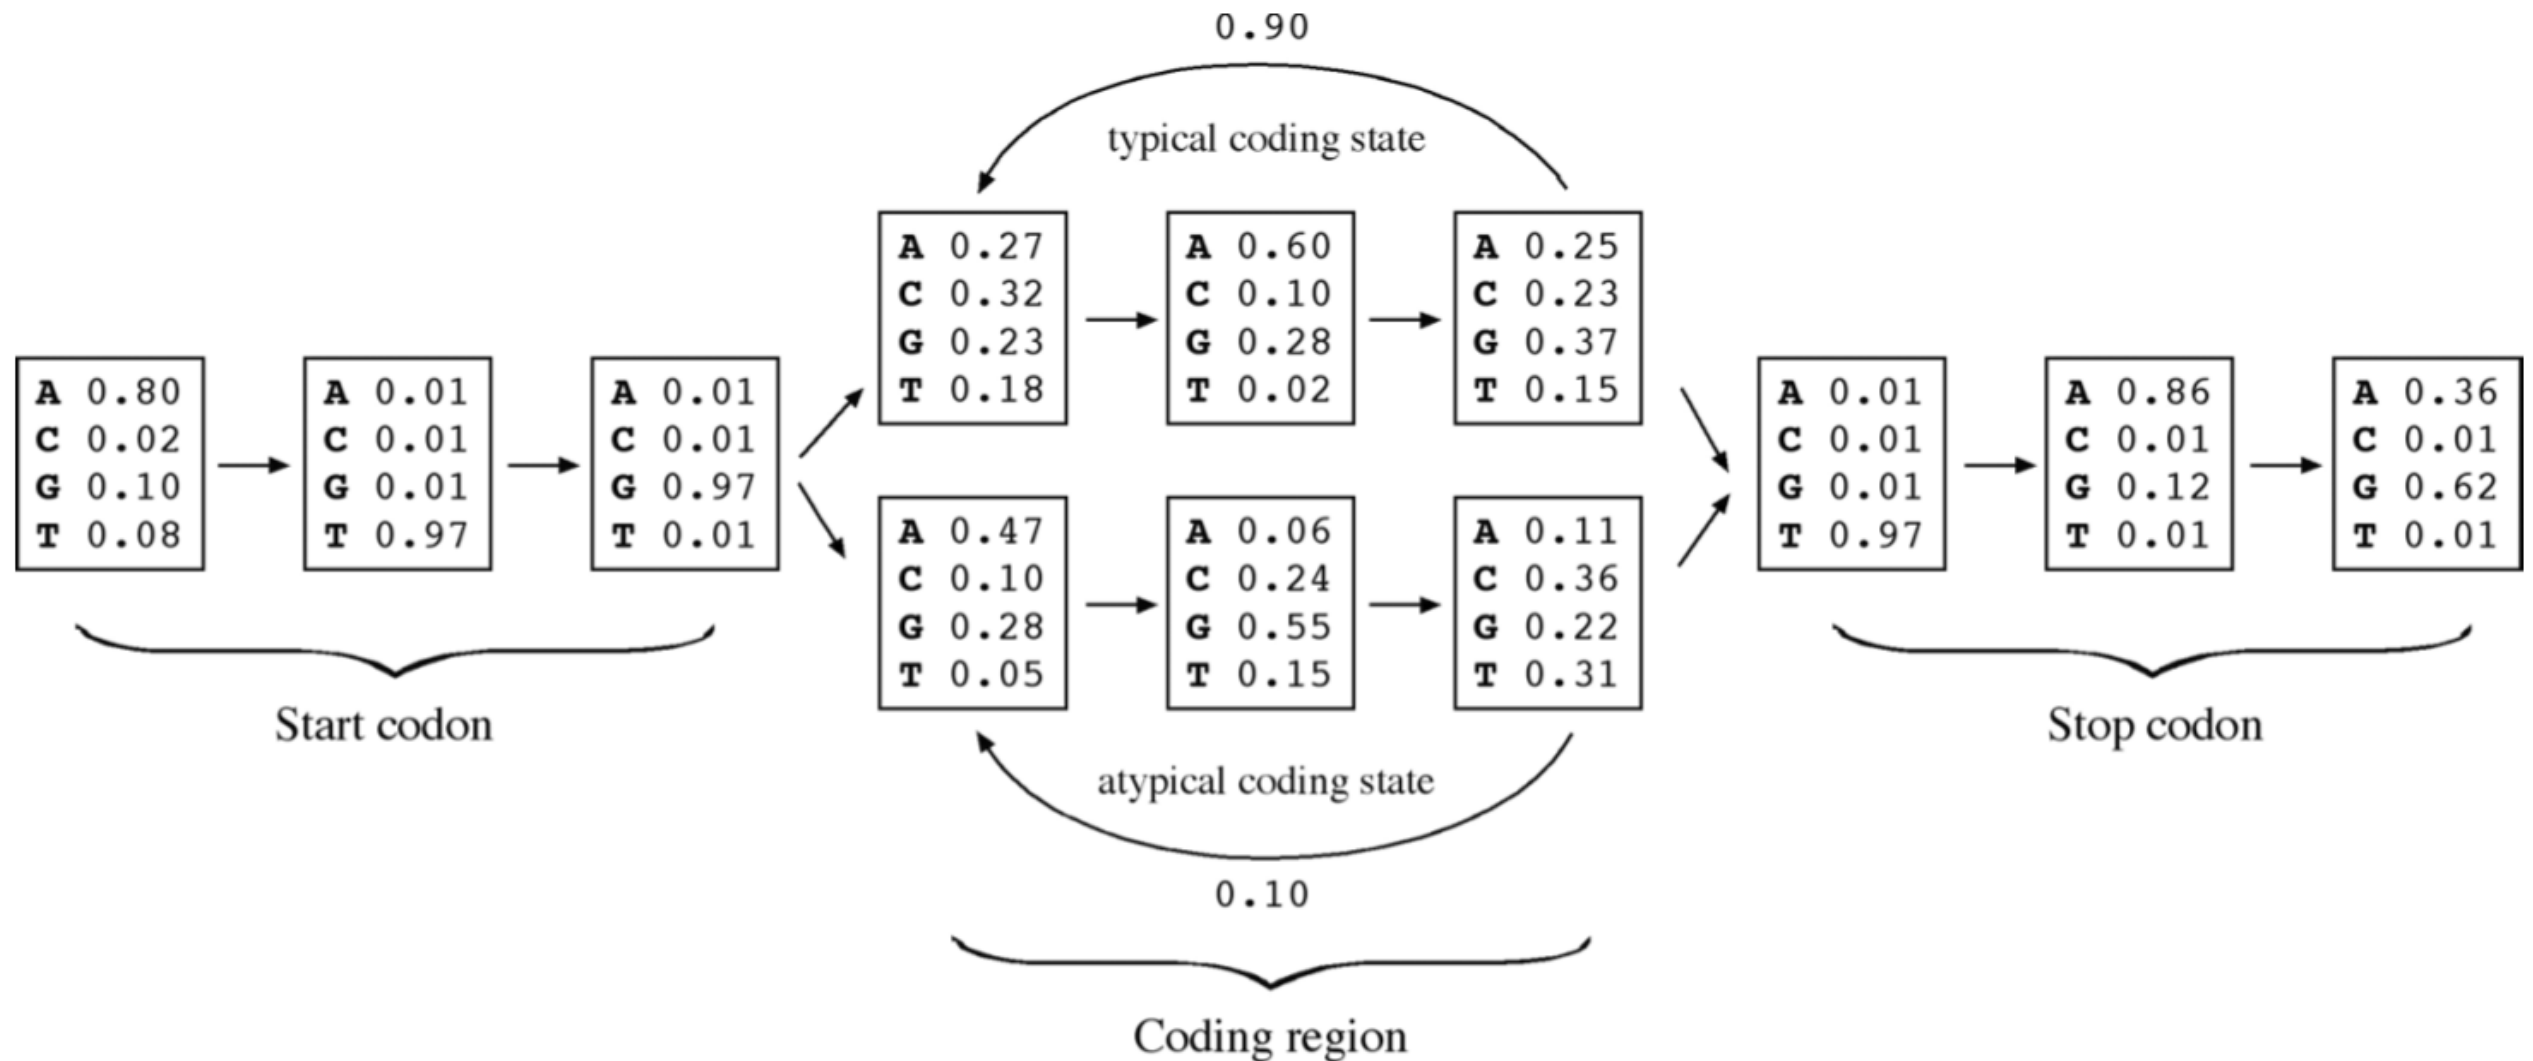 0.90
typical coding state
A 0.27
C 0.32
G 0.23
T 0.18
A 0.60
C 0.10
G 0.28
T 0.02
A 0.25
C 0.23
G 0.37
T 0.15
A 0.80
C 0.02
G 0.10
T 0.08
A 0.01
C 0.01
G 0.01
T 0.97
A 0.01
C 0.01
G 0.97
T 0.01
A 0.47
C 0.10
G 0.28
T 0.05
A 0.06
C 0.24
G 0.55
T 0.15
A 0.11
C 0.36
G 0.22
T 0.31
A 0.01
C 0.01
G 0.01
T 0.97
A 0.86
C 0.01
G 0.12
T 0.01
A 0.36
C 0.01
G 0.62
T 0.01
Start codon
atypical coding state
0.10
Stop codon
Coding region